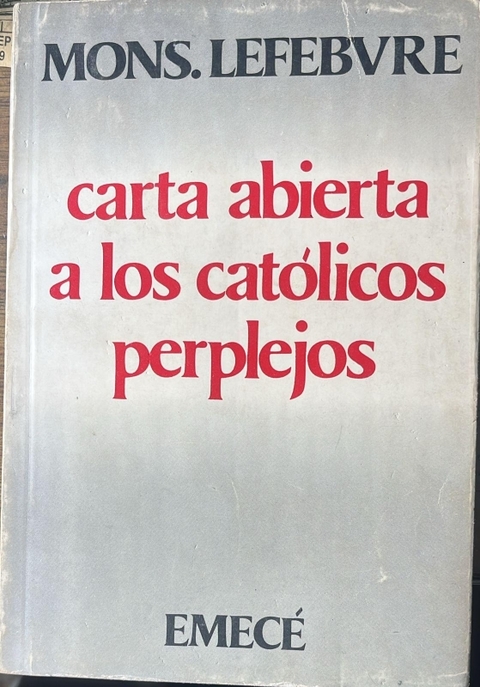 MONS. LEFEBVRE
carta abierta
a los católicos
perplejos
EMECÉ